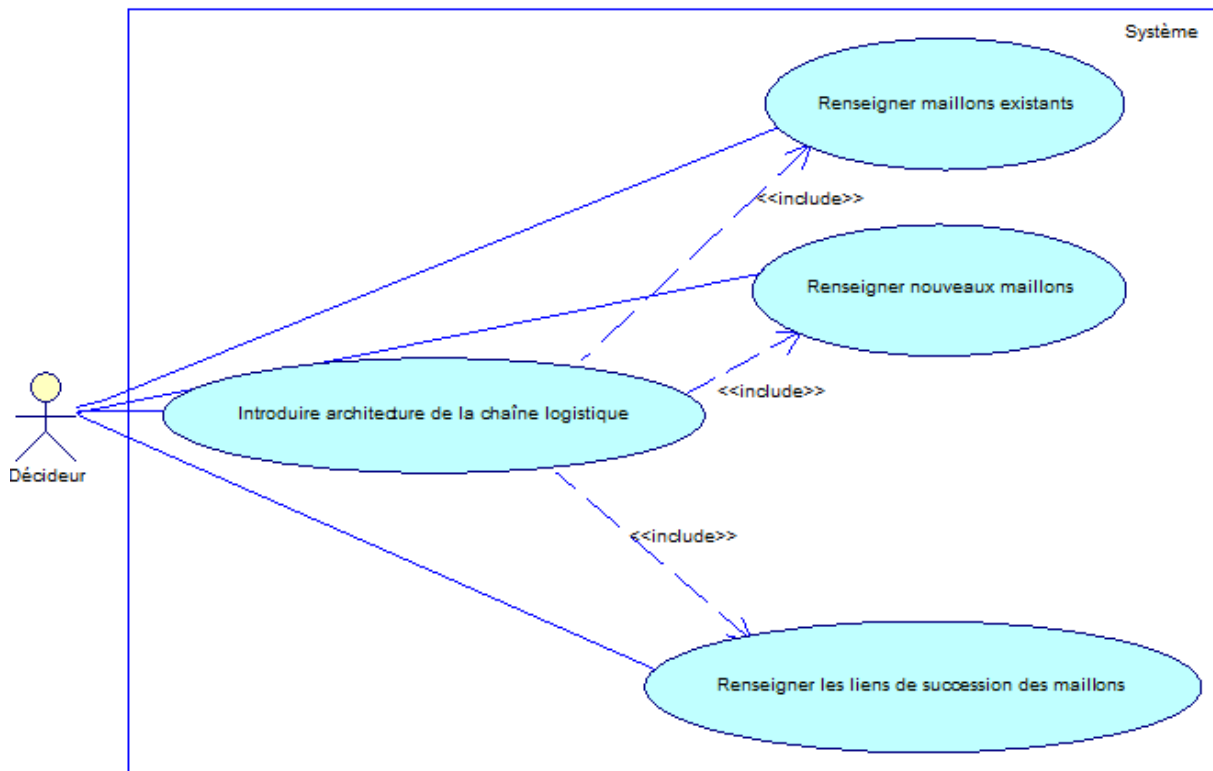 Système
Renseigner maillons existants
<<include>>
Renseigner nouveaux maillons
<<include>>
Introduire architecture de la chaîne logistique
Décideur
<<include>>
Renseigner les liens de succession des maillons